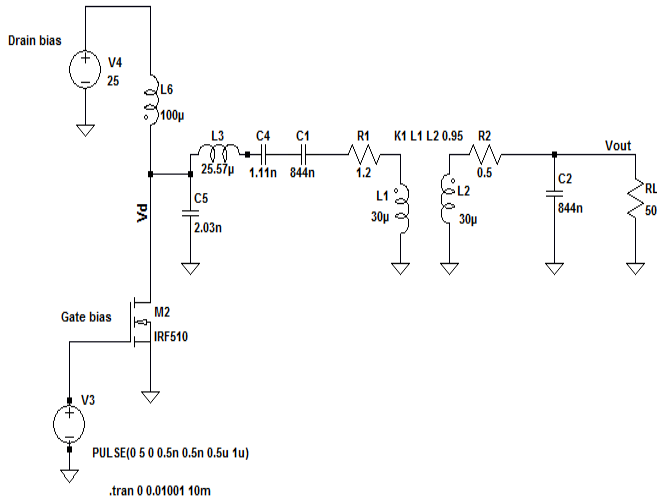 Drain bias
V4
25
L6
100µ
L3
25.57µ
C4
1.11n
C1
844n
R1
1.2
K1 L1 L2 0.95
L1
30µ
L2
30µ
R2
0.5
Vout
C2
844n
RL
50
C5
2.03n
Vd
Gate bias
M2
IRF510
V3
PULSE(0 5 0 0.5n 0.5n 0.5u 1u)
.tran 0 0.01001 10m